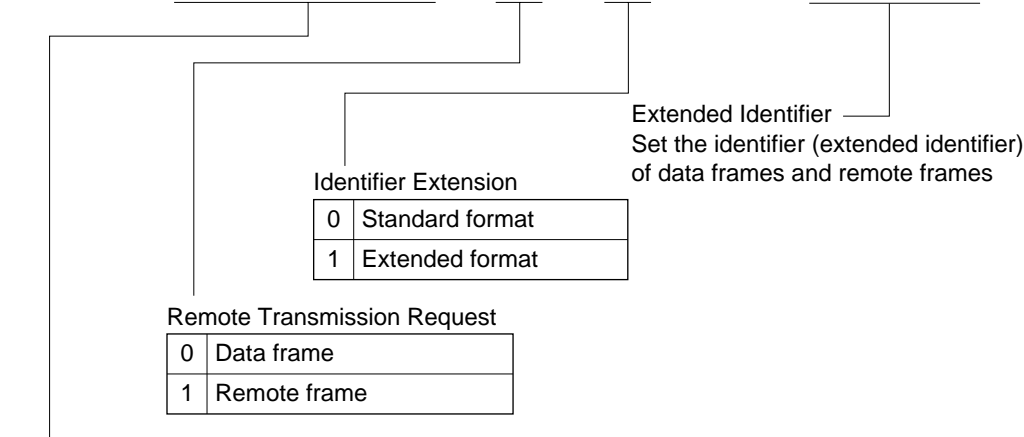 Extended Identifier
Set the identifier (extended identifier)
of data frames and remote frames
Identifier Extension
0 Standard format
1 Extended format
Remote Transmission Request
0 Data frame
1 Remote frame